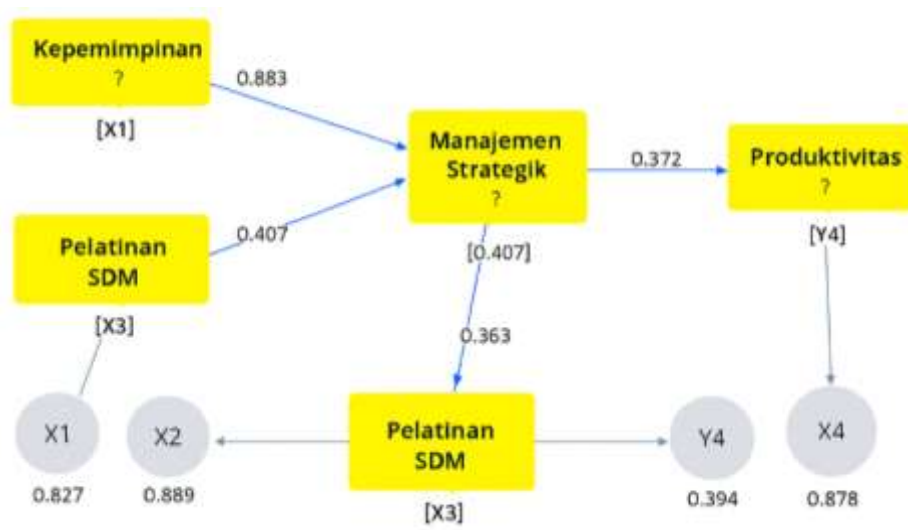 Kepemimpinan
?
[X1]
0.883
Manajemen
Strategik
?
0.372
Produktivitas
?
[Y4]
Pelatinan
SDM
[X3]
0.407
[0.407]
0.363
X1
0.827
X2
0.889
Pelatinan
SDM
[X3]
Y4
0.394
X4
0.878